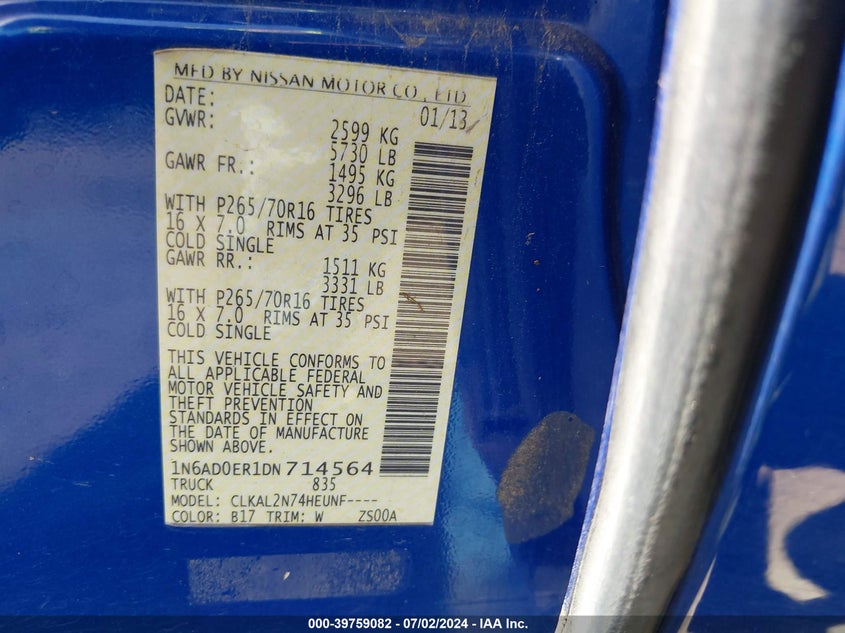 MFD BY NISSAN MOTOR CO., LTD.
DATE: 01/13
GVWR: 2599 KG
5730 LB
GAWR FR.: 1495 KG
3296 LB
WITH P265/70R16 TIRES
16 X 7.0 RIMS AT 35 PSI
COLD SINGLE
GAWR RR.: 1511 KG
3331 LB
WITH P265/70R16 TIRES
16 X 7.0 RIMS AT 35 PSI
COLD SINGLE
THIS VEHICLE CONFORMS TO
ALL APPLICABLE FEDERAL
MOTOR VEHICLE SAFETY AND
THEFT PREVENTION
STANDARDS IN EFFECT ON
THE DATE OF MANUFACTURE
SHOWN ABOVE.
1N6AD0ER1DN714564
TRUCK 835
MODEL: CLKAL2N74HEUNF----
COLOR: B17 TRIM: W ZS00A
000-39759082 - 07/02/2024 - IAA Inc.